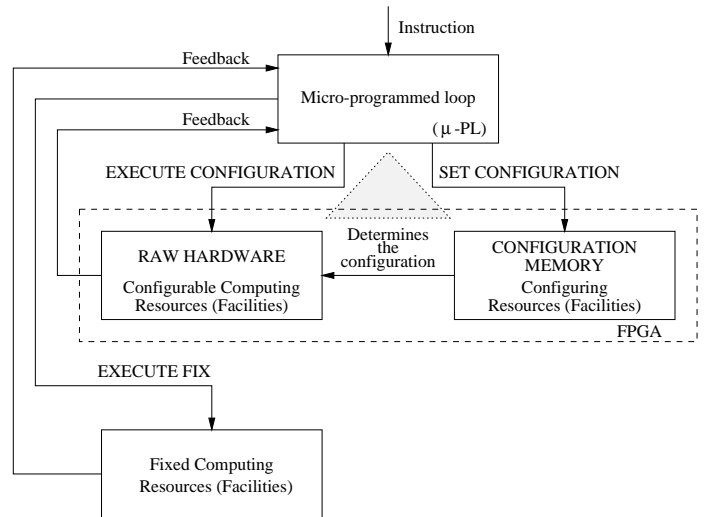 Instruction
Feedback
Micro-programmed loop
(μ-PL)
Feedback
EXECUTE CONFIGURATION
SET CONFIGURATION
RAW HARDWARE
Configurable Computing
Resources (Facilities)
Determines
the
configuration
CONFIGURATION
MEMORY
Configuring
Resources (Facilities)
FPGA
EXECUTE FIX
Fixed Computing
Resources (Facilities)